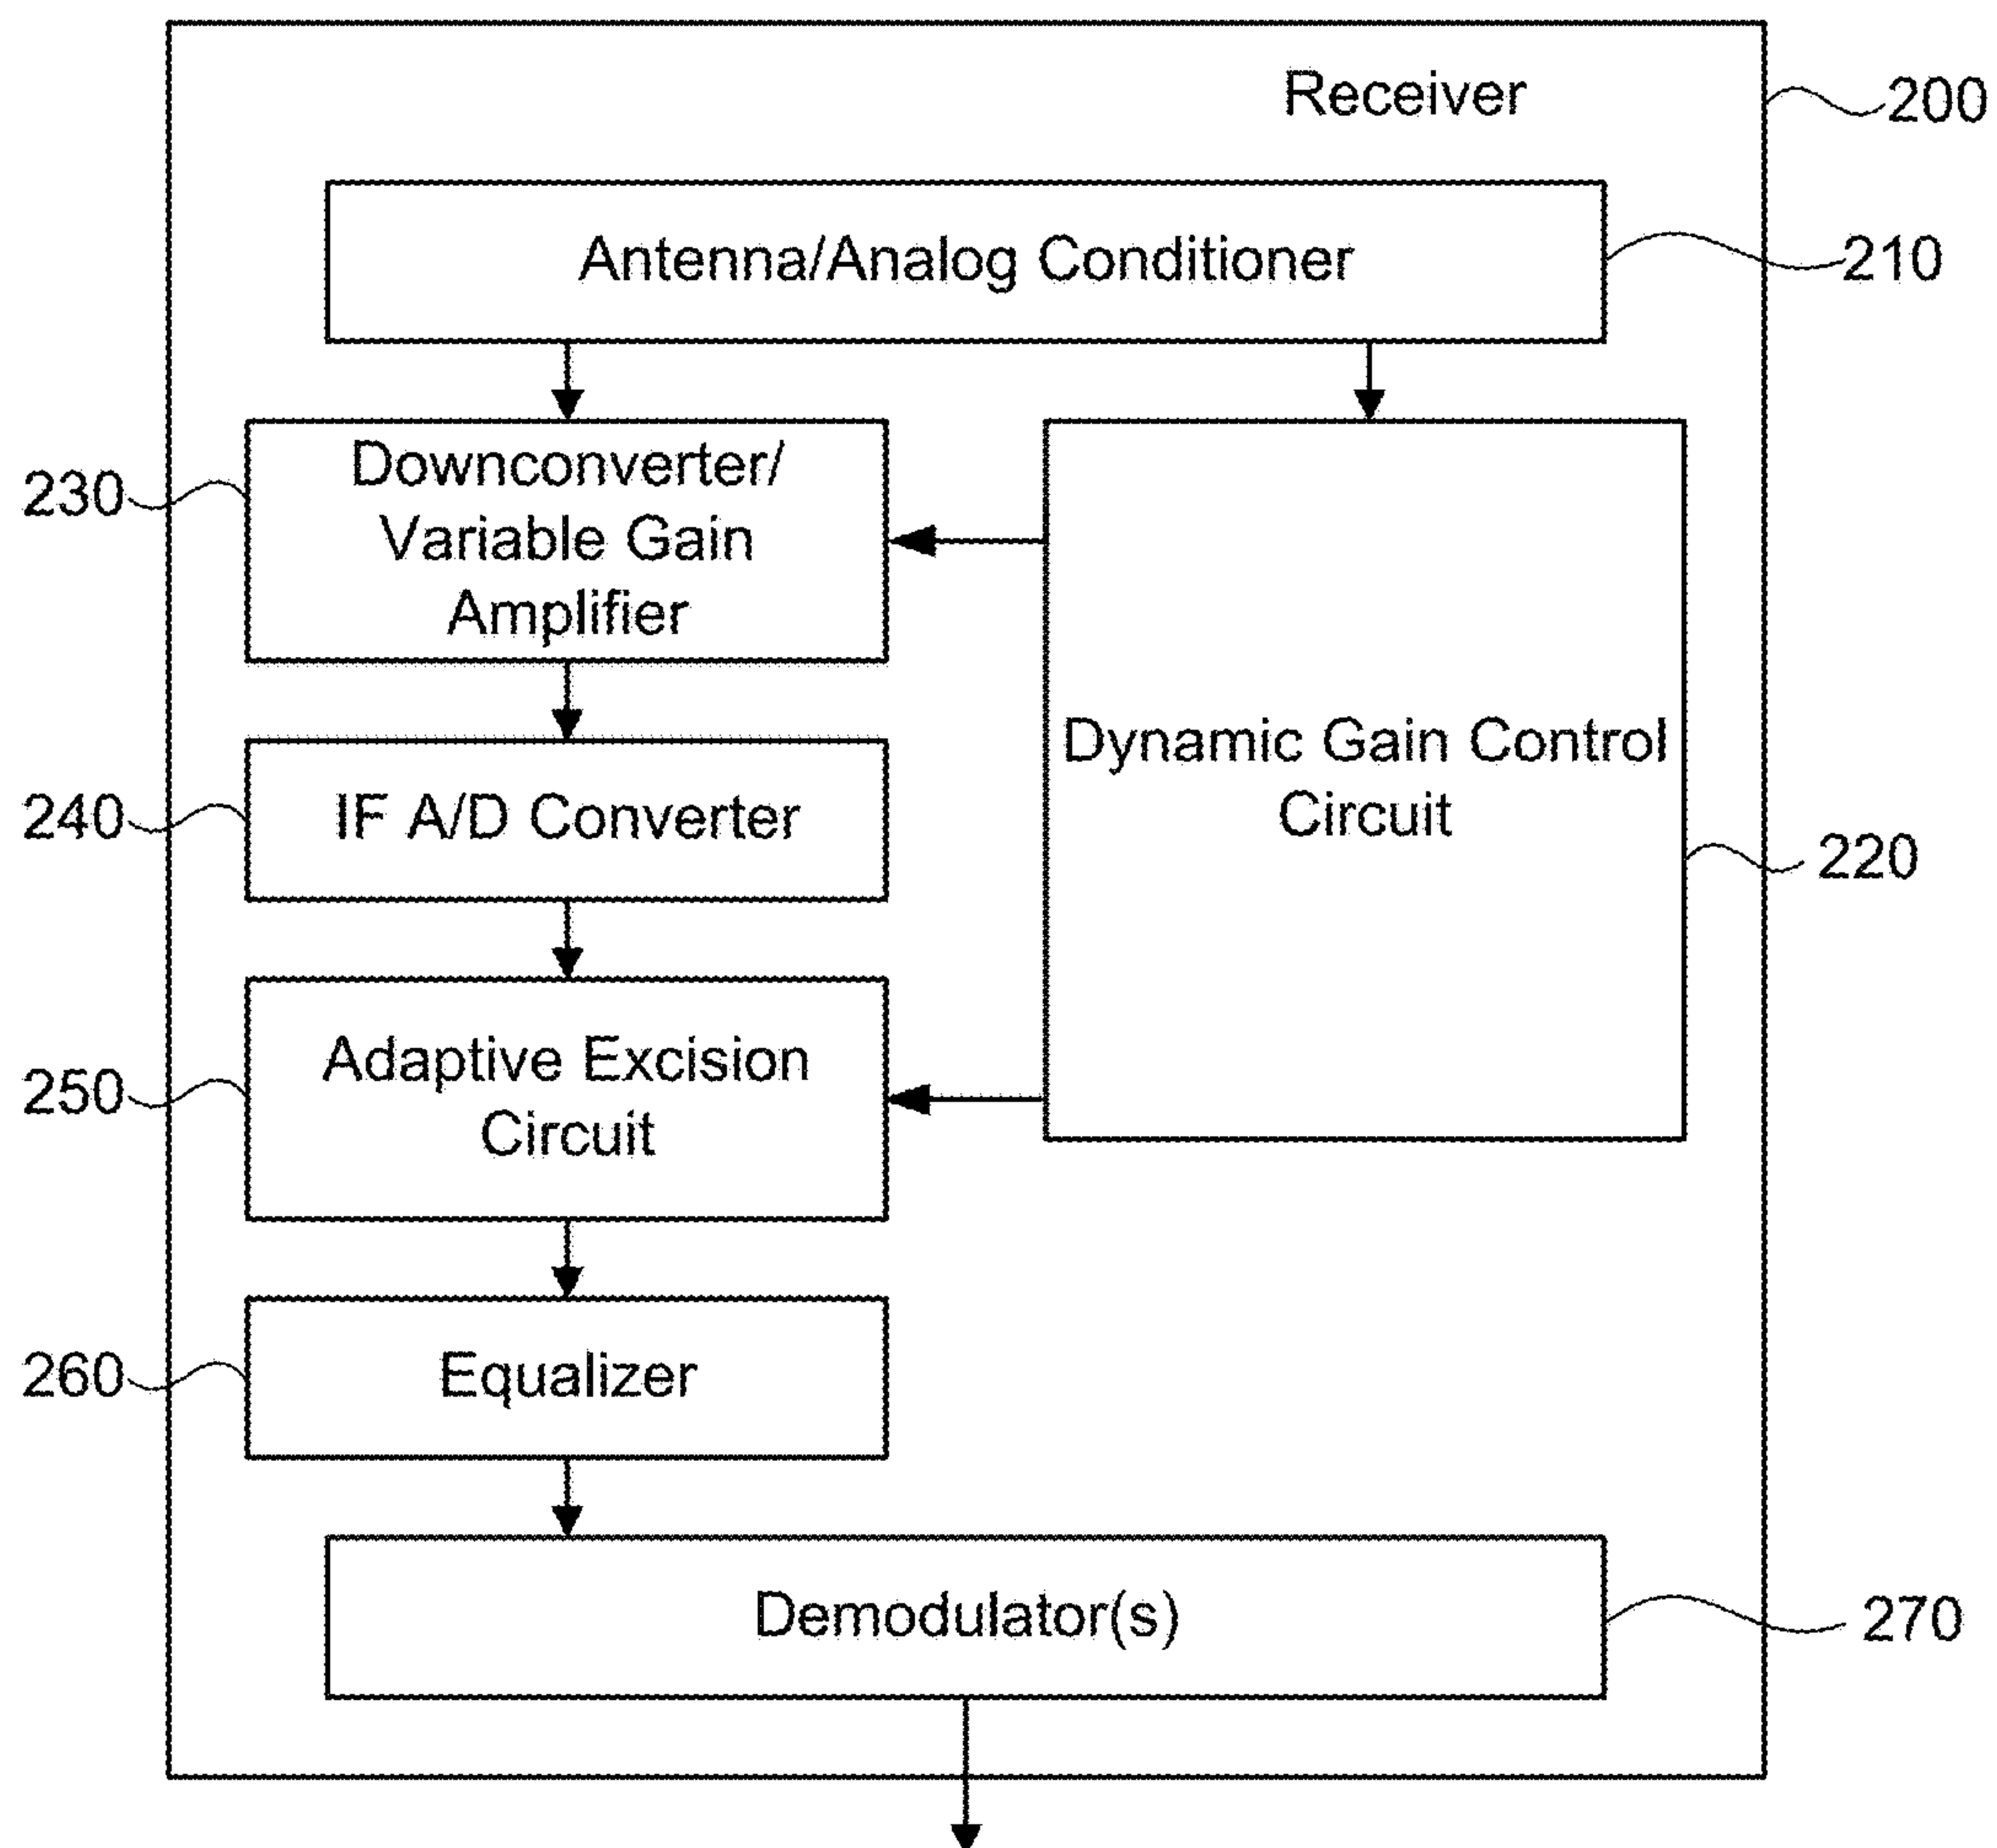 Receiver
200
Antenna/Analog Conditioner
210
Downconverter/
Variable Gain
Amplifier
230
Dynamic Gain Control
Circuit
220
IF A/D Converter
240
Adaptive Excision
Circuit
250
Equalizer
260
Demodulator(s)
270